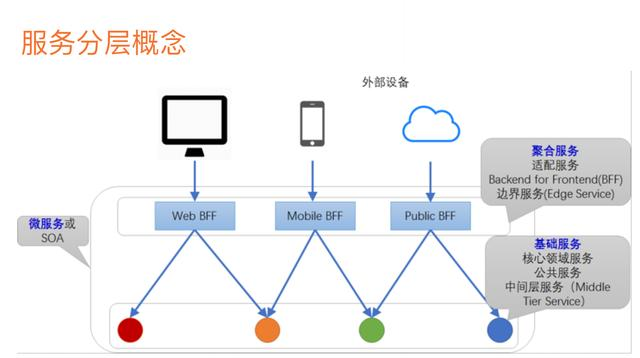 服务分层概念
外部设备
聚合服务
适配服务
Backend for Frontend(BFF)
边界服务(Edge Service)
Web BFF
Mobile BFF
Public BFF
微服务或
SOA
基础服务
核心领域服务
公共服务
中间层服务（Middle
Tier Service）